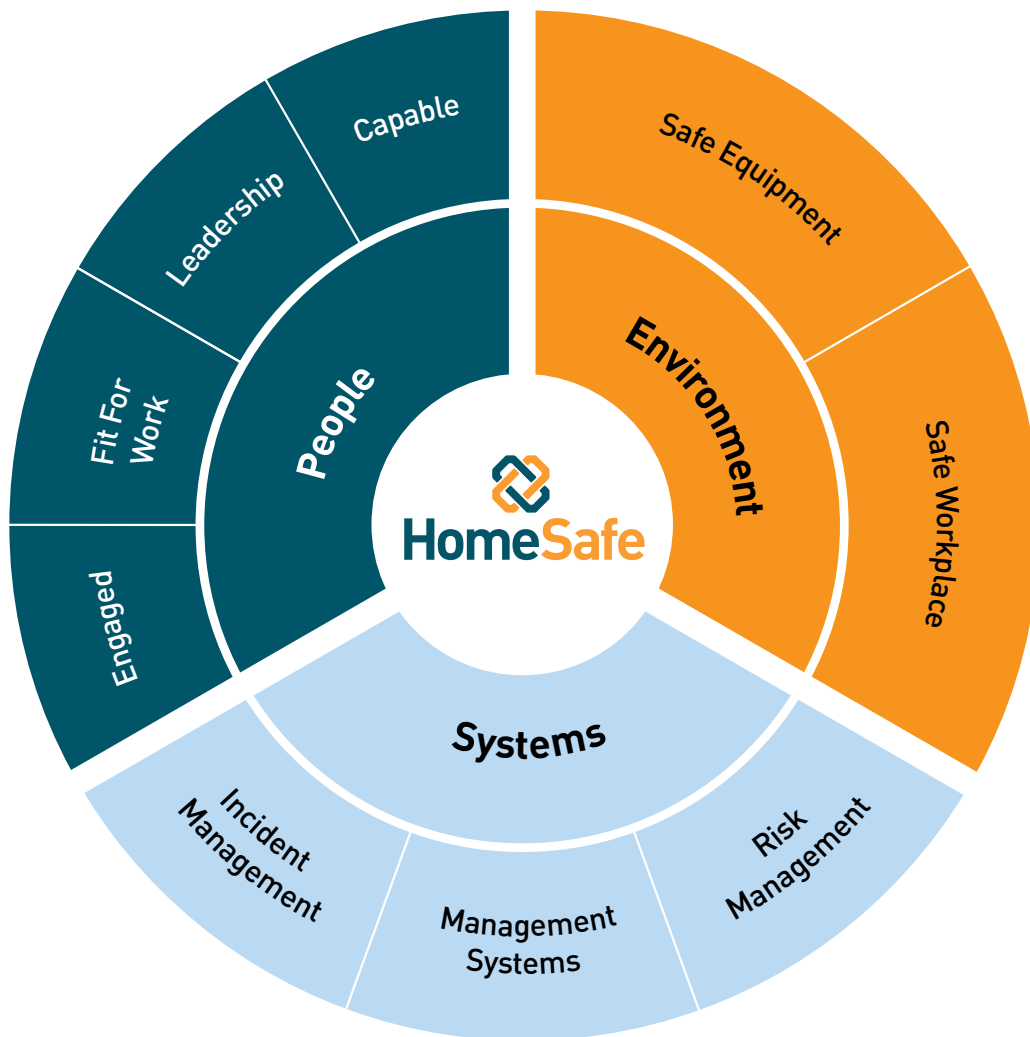 Capable
Leadership
Fit For
Work
Engaged
People
Safe Equipment
Safe Workplace
Environment
HomeSafe
Systems
Incident
Management
Management
Systems
Risk
Management